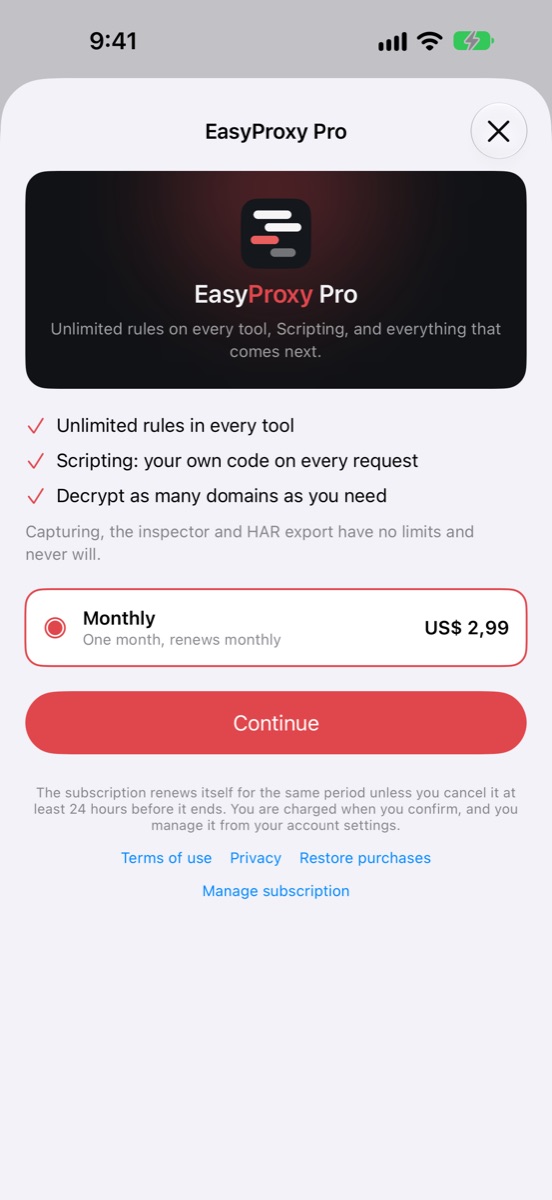 9:41
EasyProxy Pro
EasyProxy Pro
Unlimited rules on every tool, Scripting, and everything that
comes next.
Unlimited rules in every tool
Scripting: your own code on every request
Decrypt as many domains as you need
Capturing, the inspector and HAR export have no limits and
never will.
Monthly
One month, renews monthly
US$ 2,99
Continue
The subscription renews itself for the same period unless you cancel it at
least 24 hours before it ends. You are charged when you confirm, and you
manage it from your account settings.
Terms of use Privacy Restore purchases
Manage subscription